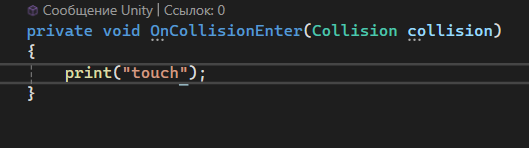 Сообщение Unity | Ссылок: 0
private void OnCollisionEnter(Collision collision)
{
print("touch");
}